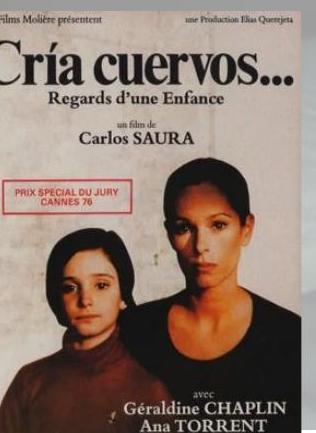 Films Molière présentent
une Production Elias Querejeta
Cría cuervos...
Regards d'une Enfance
un film de
Carlos SAURA
PRIX SPECIAL DU JURY
CANNES 76
avec
Géraldine CHAPLIN
Ana TORRENT